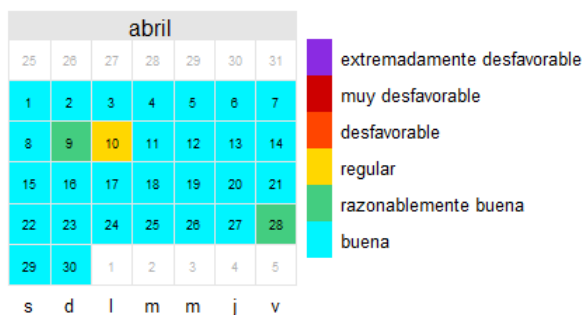 abril
25 26 27 28 29 30 31
1 2 3 4 5 6 7
8 9 10 11 12 13 14
15 16 17 18 19 20 21
22 23 24 25 26 27 28
29 30 1 2 3 4 5
s d l m m j v
extremadamente desfavorable
muy desfavorable
desfavorable
regular
razonablemente buena
buena